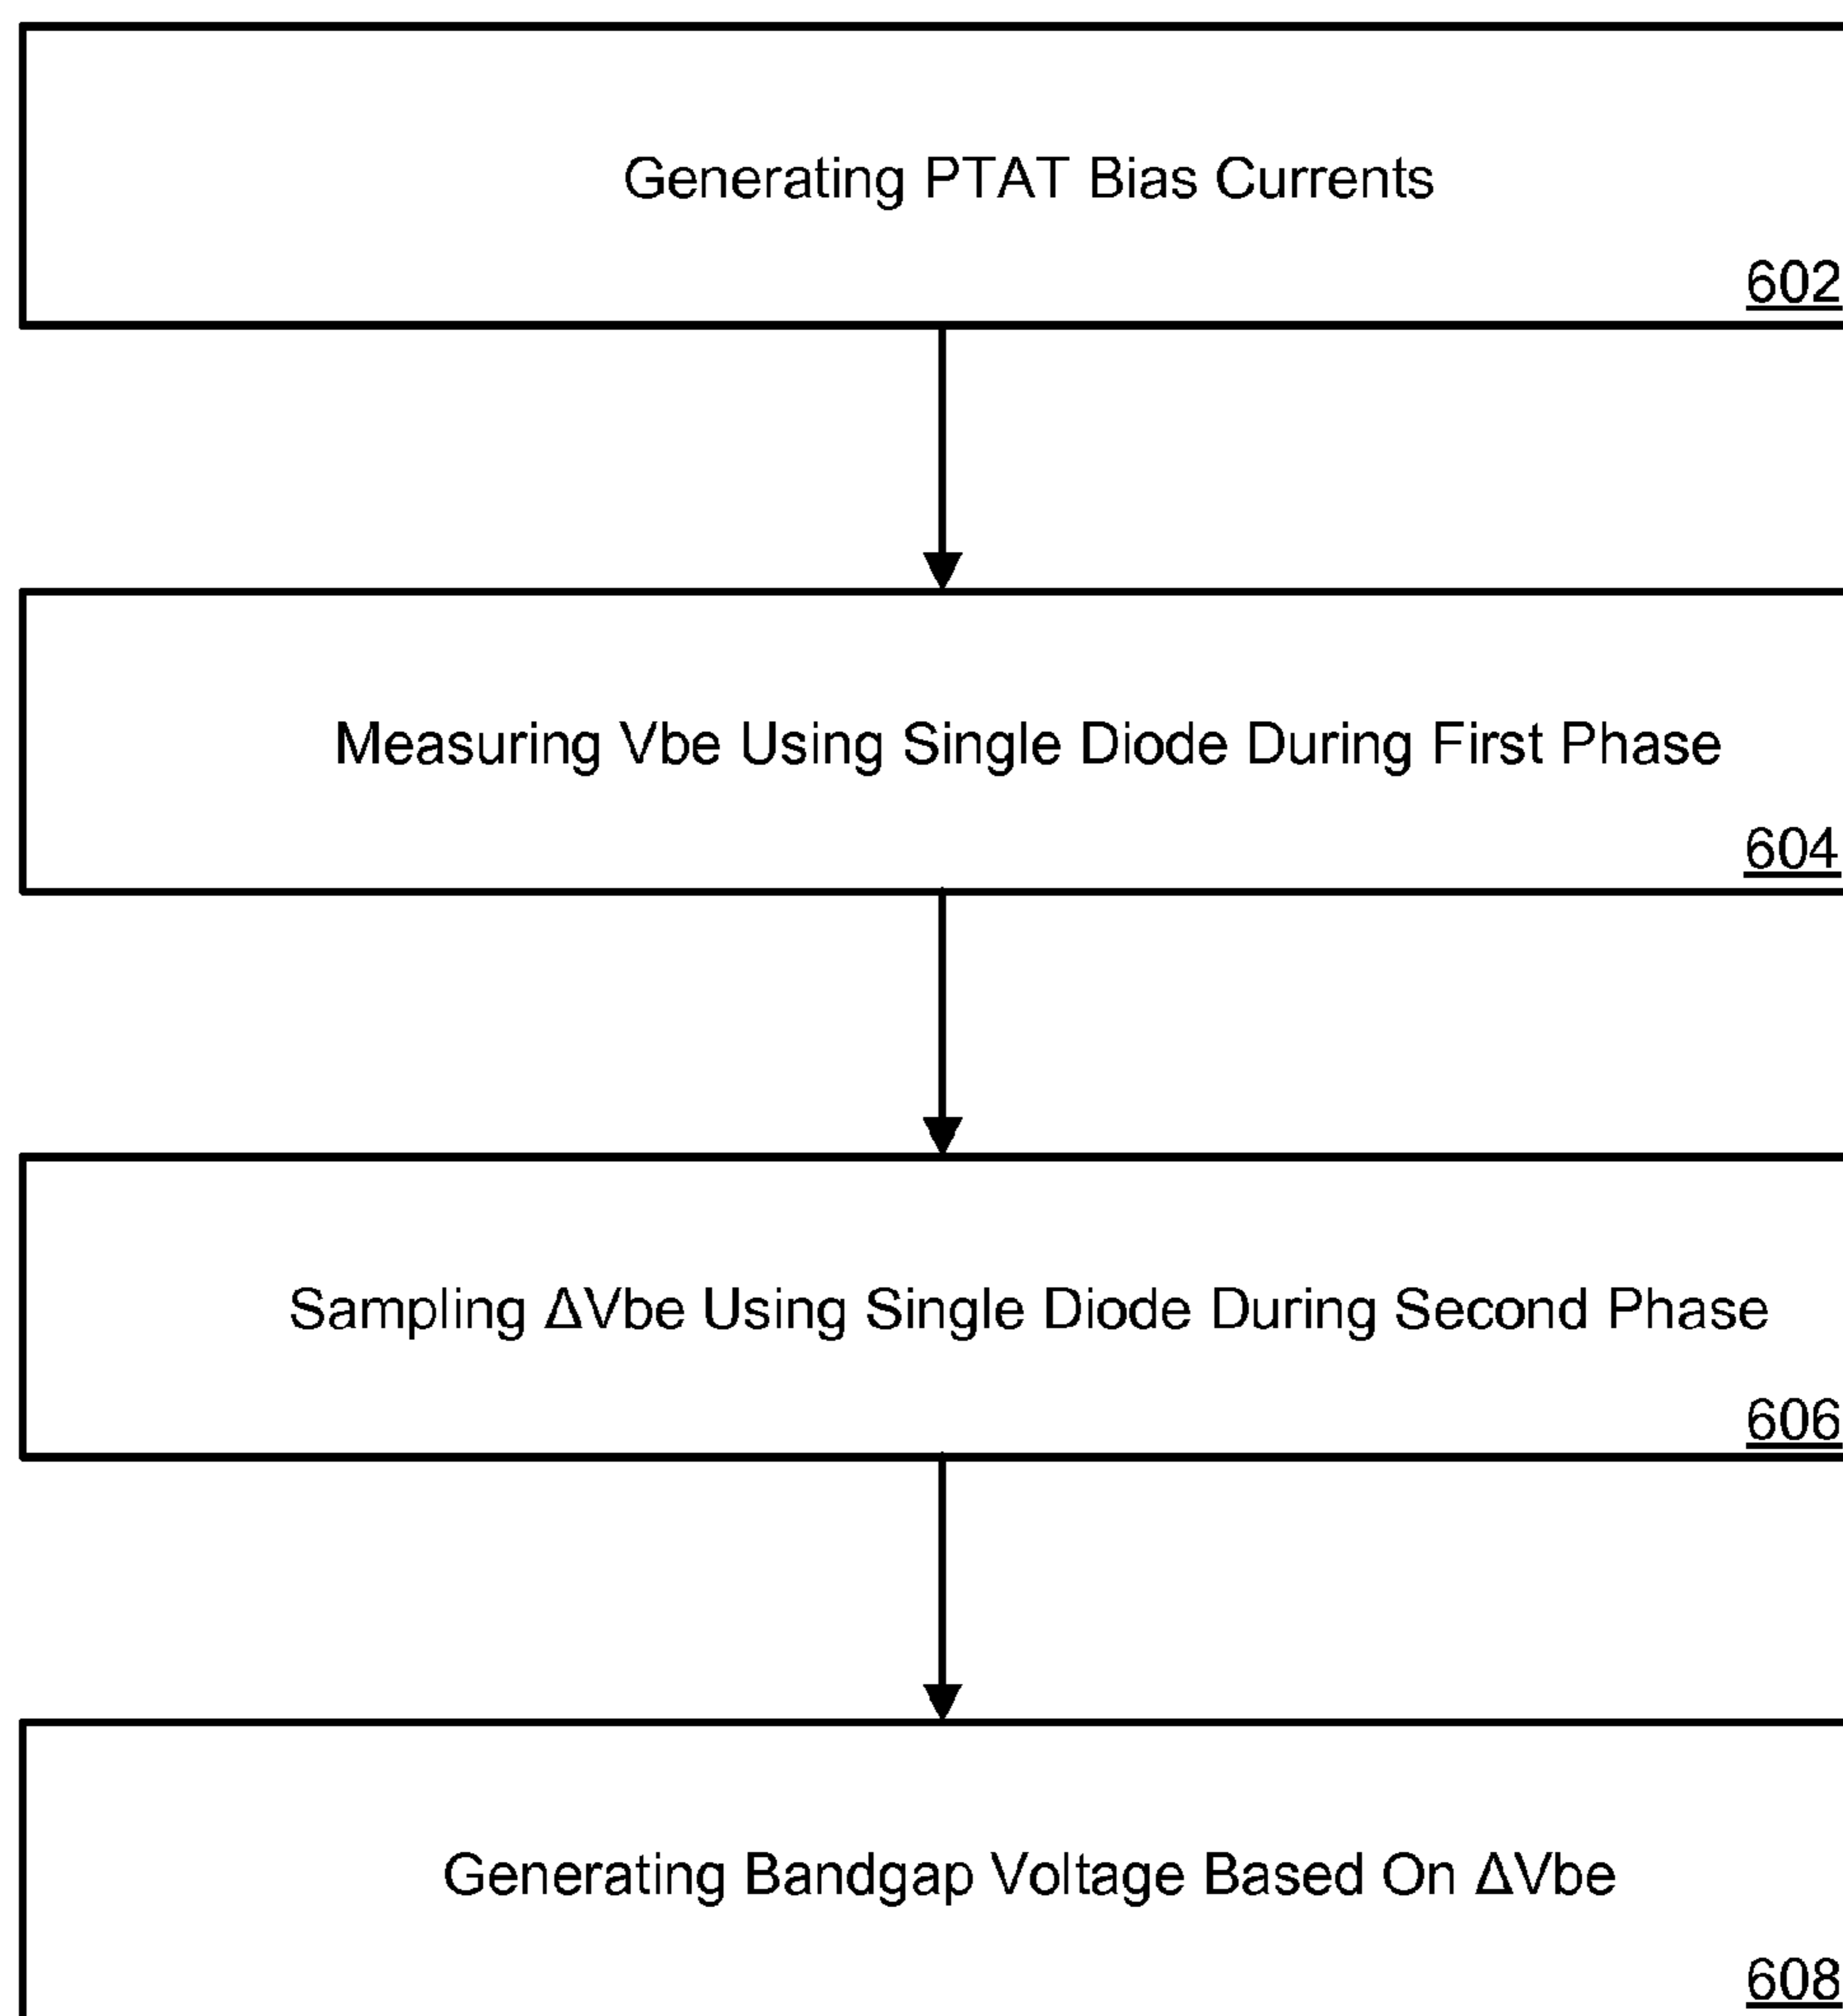 Generating PTAT Bias Currents
602
Measuring Vbe Using Single Diode During First Phase
604
Sampling ΔVbe Using Single Diode During Second Phase
606
Generating Bandgap Voltage Based On ΔVbe
608